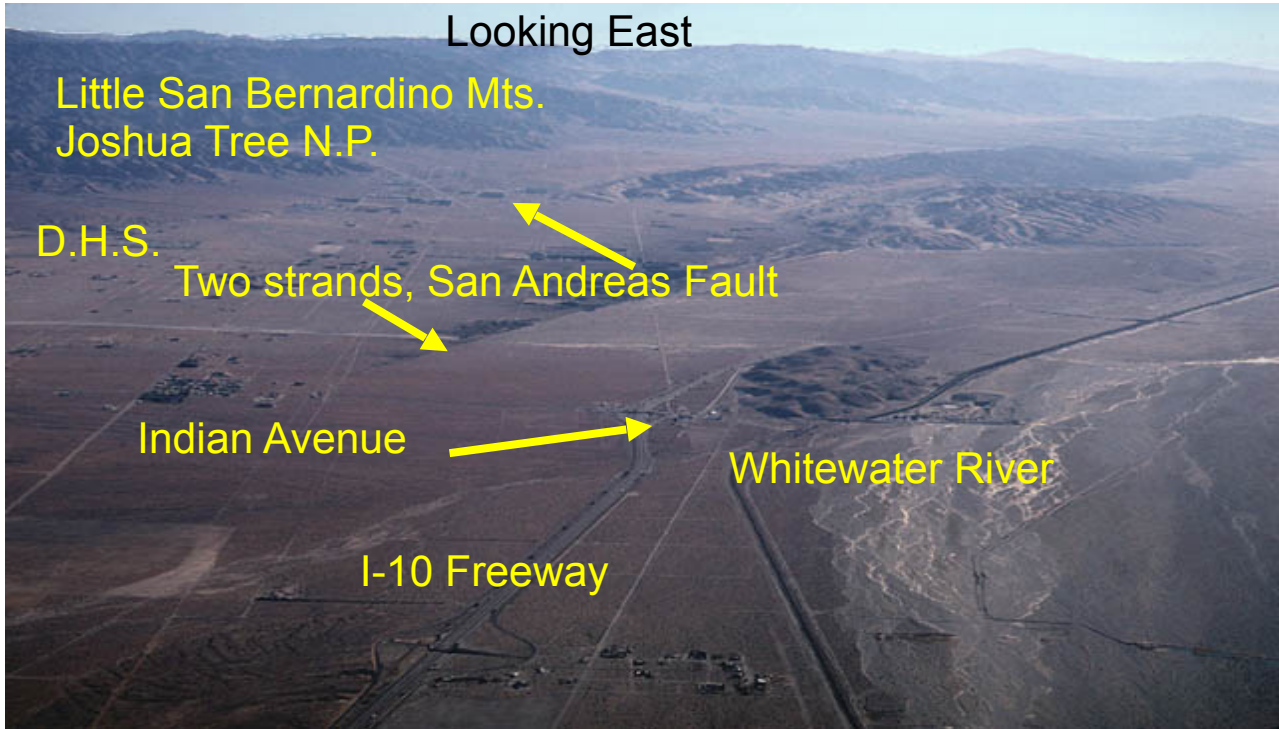 Looking East
Little San Bernardino Mts.
Joshua Tree N.P.
D.H.S.
Two strands, San Andreas Fault
Indian Avenue
Whitewater River
I-10 Freeway